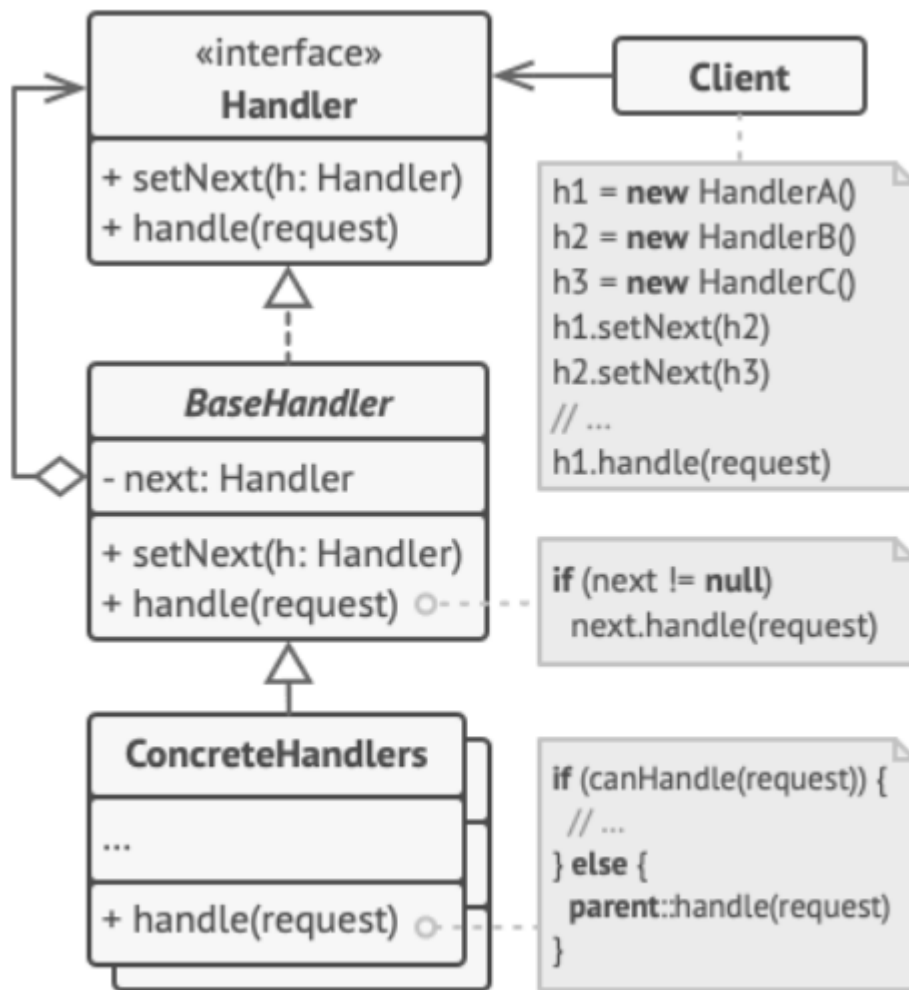 «interface»
Handler
+ setNext(h: Handler)
+ handle(request)
Client
h1 = new HandlerA()
h2 = new HandlerB()
h3 = new HandlerC()
h1.setNext(h2)
h2.setNext(h3)
// ...
h1.handle(request)
BaseHandler
- next: Handler
+ setNext(h: Handler)
+ handle(request)
if (next != null)
next.handle(request)
ConcreteHandlers
...
+ handle(request)
if (canHandle(request)) {
// ...
} else {
parent::handle(request)
}